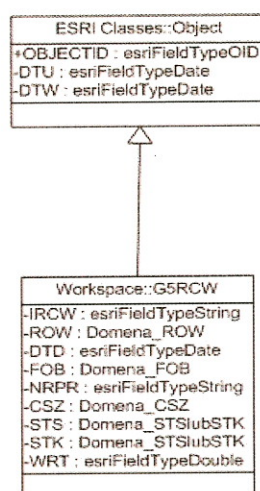 ESRI Classes::Object
+OBJECTID : esriFieldTypeOID
-DTU : esriFieldTypeDate
-DTW : esriFieldTypeDate
Workspace::G5RCW
-IRCW : esriFieldTypeString
-ROW : Domena_ROW
-DTD : esriFieldTypeDate
-FOB : Domena_FOB
-NRPR : esriFieldTypeString
-CSZ : Domena_CSZ
-STS : Domena_STSlubSTK
-STK : Domena_STSlubSTK
-WRT : esriFieldTypeDouble